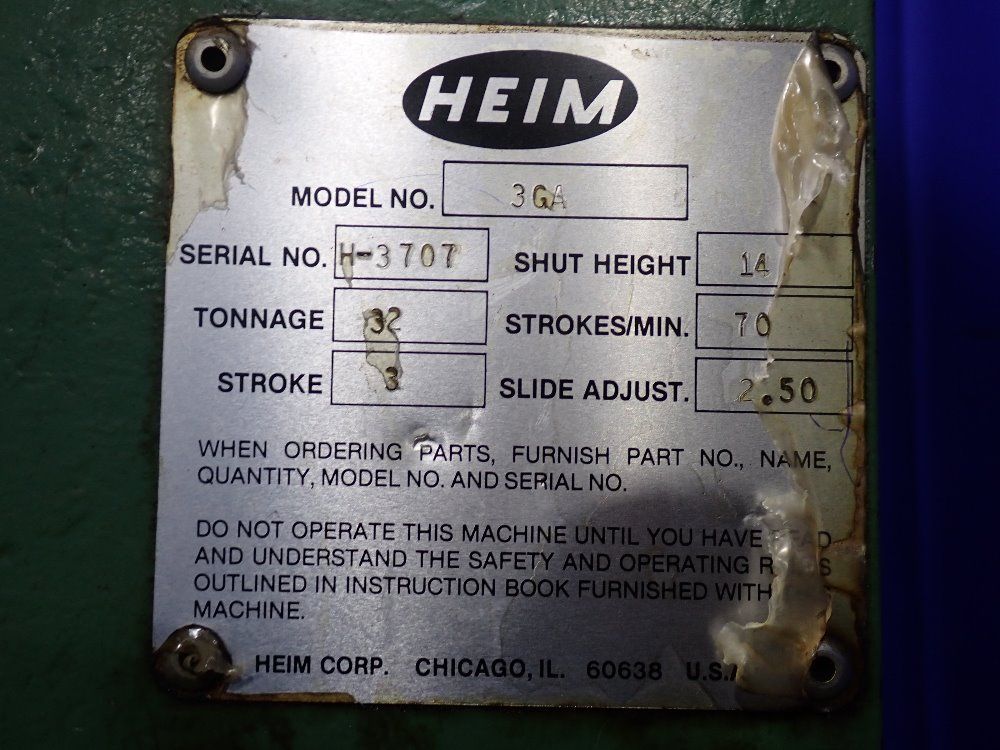 HEIM
MODEL NO. 3GA
SERIAL NO. H-3707 SHUT HEIGHT 14
TONNAGE 32 STROKES/MIN. 70
STROKE 3 SLIDE ADJUST. 2.50
WHEN ORDERING PARTS, FURNISH PART NO., NAME,
QUANTITY, MODEL NO. AND SERIAL NO.
DO NOT OPERATE THIS MACHINE UNTIL YOU HAVE
AND UNDERSTAND THE SAFETY AND OPERATING
OUTLINED IN INSTRUCTION BOOK FURNISHED WITH
MACHINE.
HEIM CORP. CHICAGO, IL. 60638 U.S.A